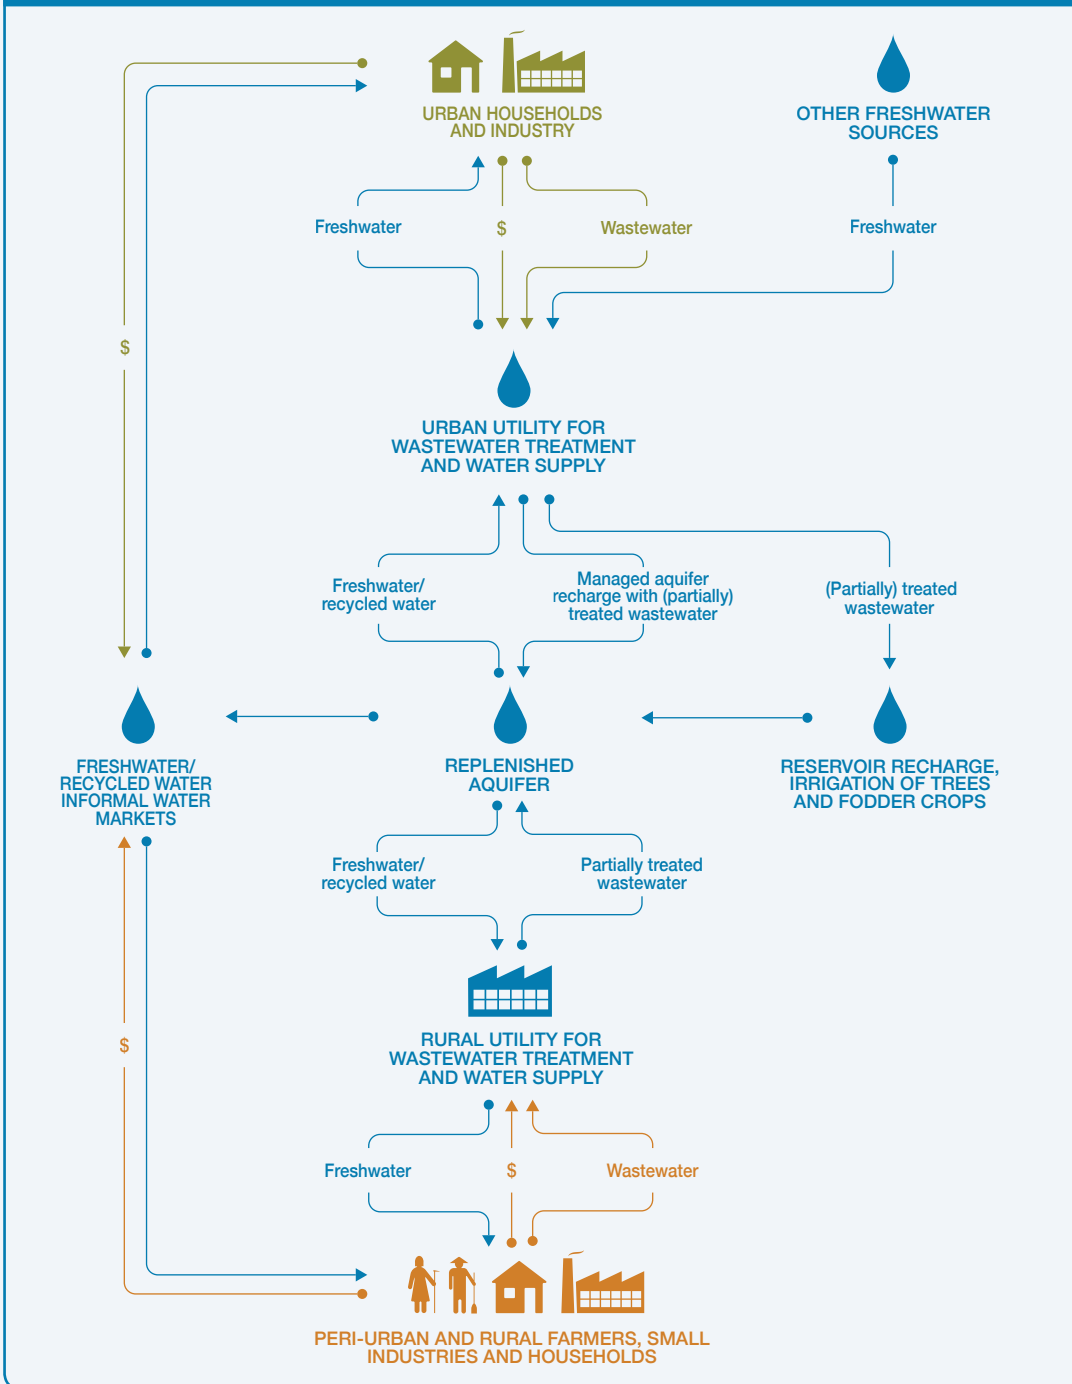 URBAN HOUSEHOLDS
AND INDUSTRY
OTHER FRESHWATER
SOURCES
Freshwater
$
Wastewater
Freshwater
$
URBAN UTILITY FOR
WASTEWATER TREATMENT
AND WATER SUPPLY
Freshwater/
recycled water
Managed aquifer
recharge with (partially)
treated wastewater
(Partially) treated
wastewater
FRESHWATER/
RECYCLED WATER
INFORMAL WATER
MARKETS
REPLENISHED
AQUIFER
RESERVOIR RECHARGE,
IRRIGATION OF TREES
AND FODDER CROPS
Freshwater/
recycled water
Partially treated
wastewater
$
RURAL UTILITY FOR
WASTEWATER TREATMENT
AND WATER SUPPLY
Freshwater
$
Wastewater
PERI-URBAN AND RURAL FARMERS, SMALL
INDUSTRIES AND HOUSEHOLDS